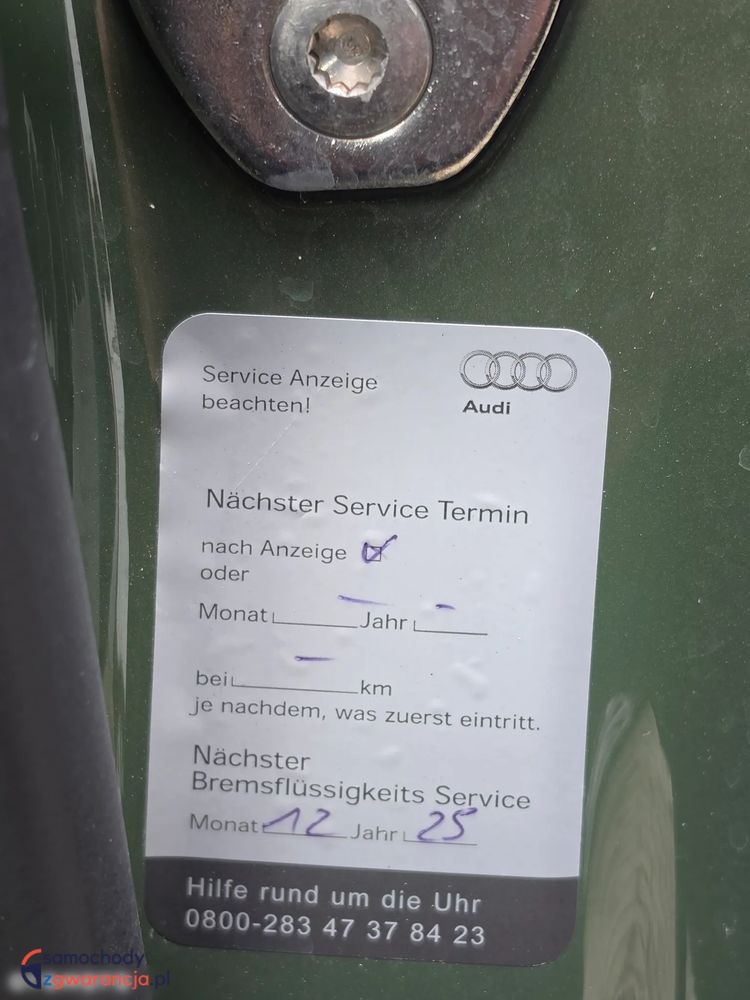 Service Anzeige
beachten!
Audi
Nächster Service Termin
nach Anzeige
oder
Monat Jahr
bei km
je nachdem, was zuerst eintritt.
Nächster
Bremsflüssigkeits Service
Monat 12 Jahr 25
Hilfe rund um die Uhr
0800-283 47 37 84 23
samochody
zgwarancja.pl